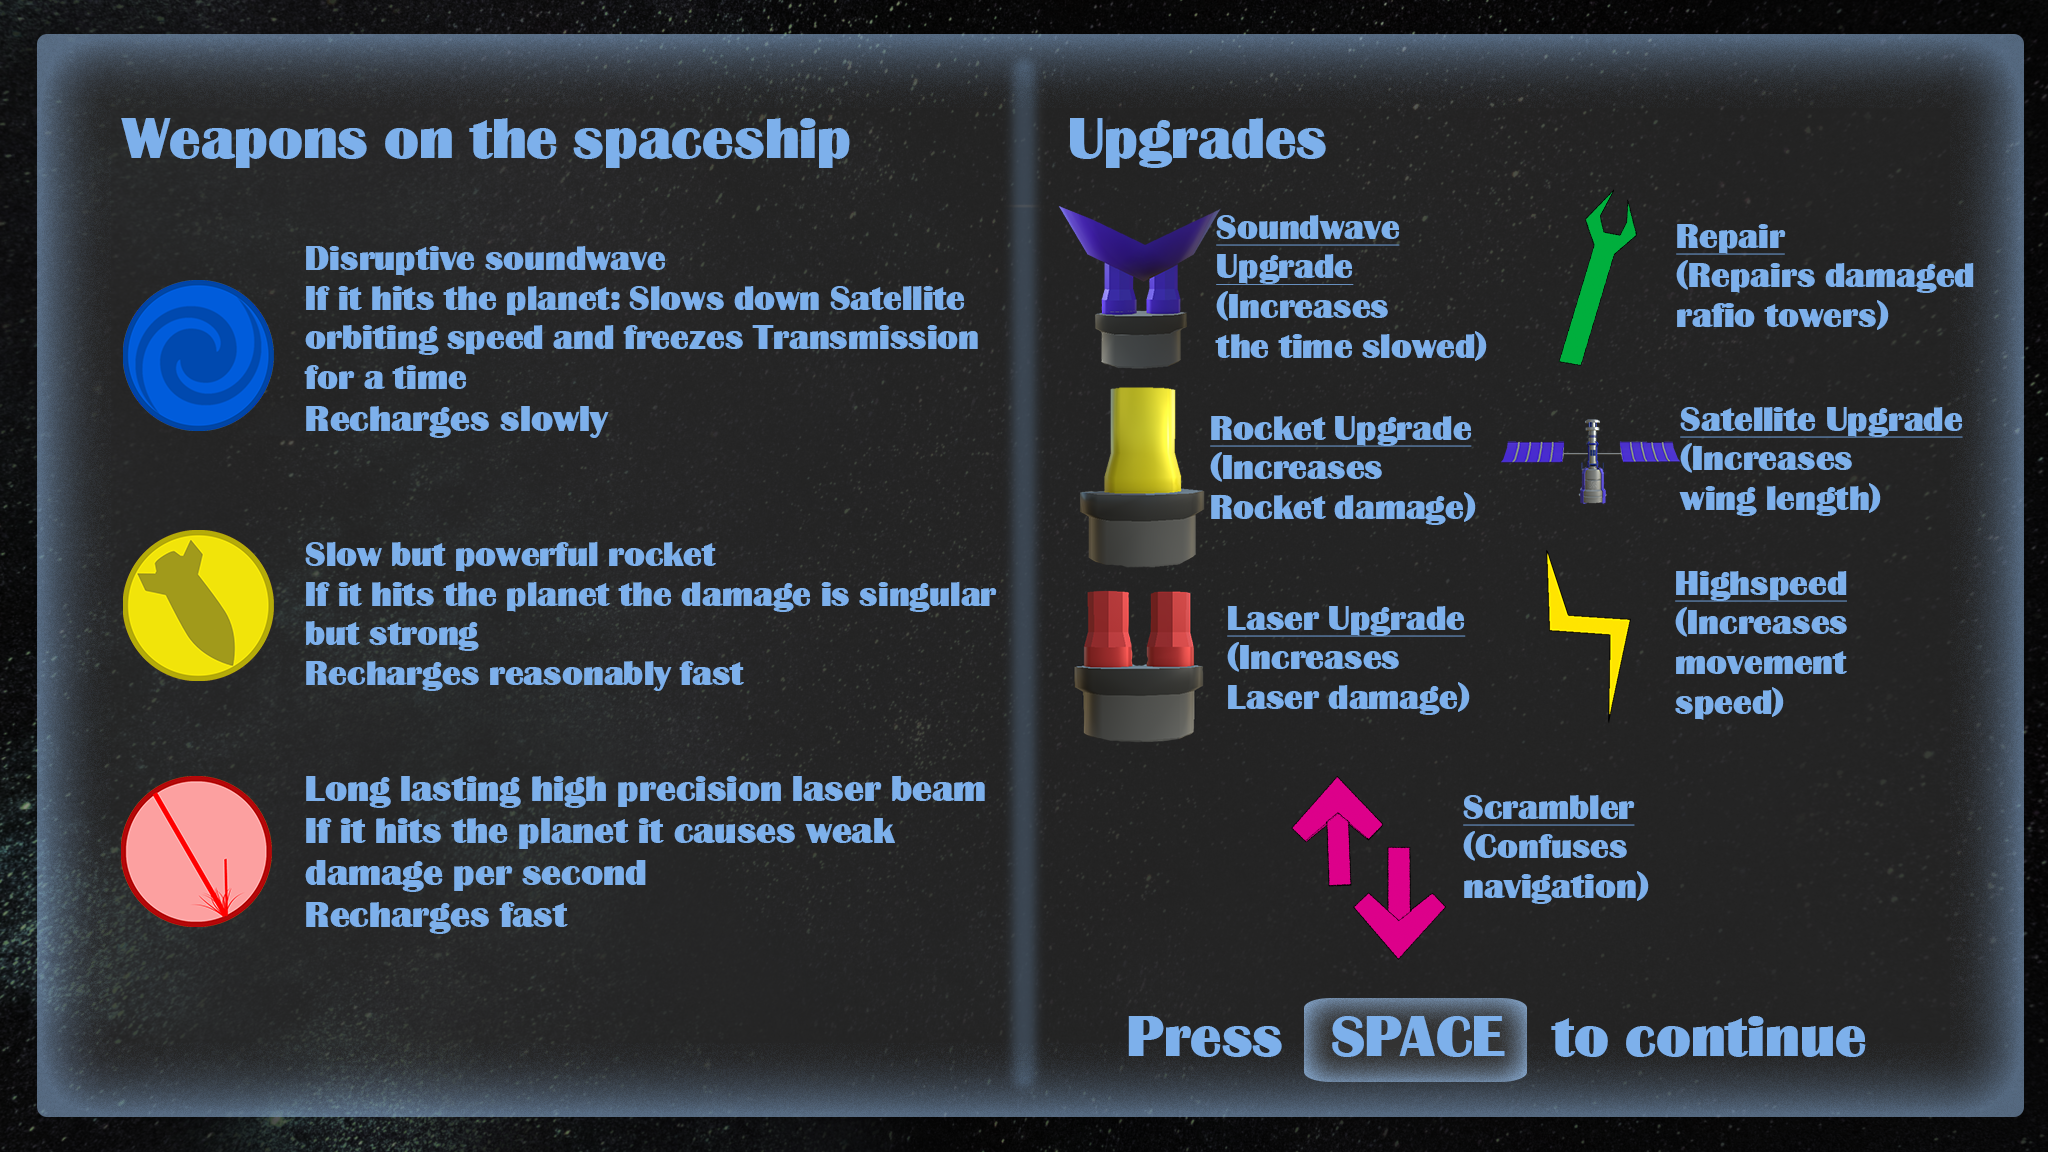 Weapons on the spaceship
Disruptive soundwave
If it hits the planet: Slows down Satellite
orbiting speed and freezes Transmission
for a time
Recharges slowly
Slow but powerful rocket
If it hits the planet the damage is singular
but strong
Recharges reasonably fast
Long lasting high precision laser beam
If it hits the planet it causes weak
damage per second
Recharges fast
Upgrades
Soundwave
Upgrade
(Increases
the time slowed)
Repair
(Repairs damaged
rafio towers)
Rocket Upgrade
(Increases
Rocket damage)
Satellite Upgrade
(Increases
wing length)
Laser Upgrade
(Increases
Laser damage)
Highspeed
(Increases
movement
speed)
Scrambler
(Confuses
navigation)
Press SPACE to continue